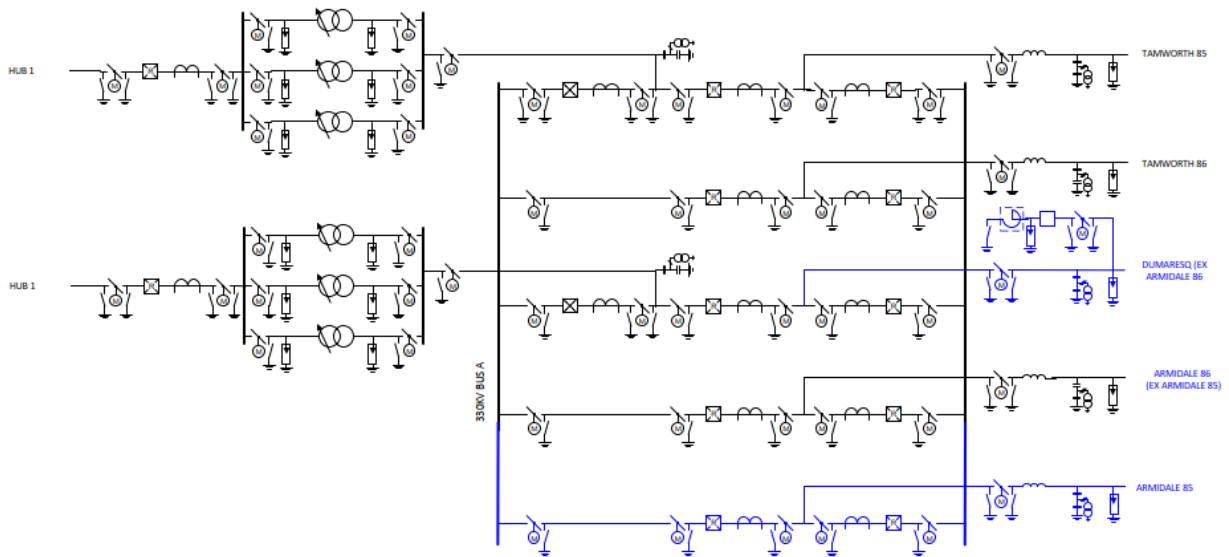 TAMWORTH 85
HUB 1
TAMWORTH 86
DUMARESQ (EX
ARMIDALE 86
HUB 1
330KV BUS A
ARMIDALE 86
(EX ARMIDALE 85)
ARMIDALE 85